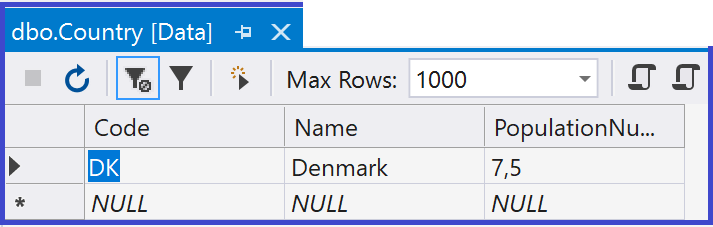 dbo.Country [Data]
Max Rows: 1000
Code Name PopulationNu...
DK Denmark 7,5
* NULL NULL NULL